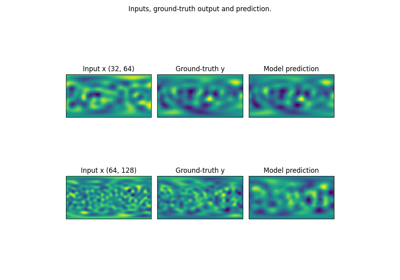 Inputs, ground-truth output and prediction.
Input x (32, 64) Ground-truth y Model prediction
Input x (64, 128) Ground-truth y Model prediction